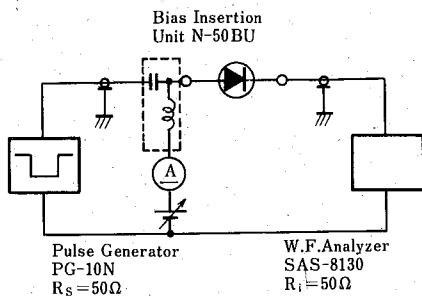 Bias Insertion
Unit N-50BU
A
Pulse Generator
PG-10N
RS=50Ω
W.F.Analyzer
SAS-8130
Ri=50Ω